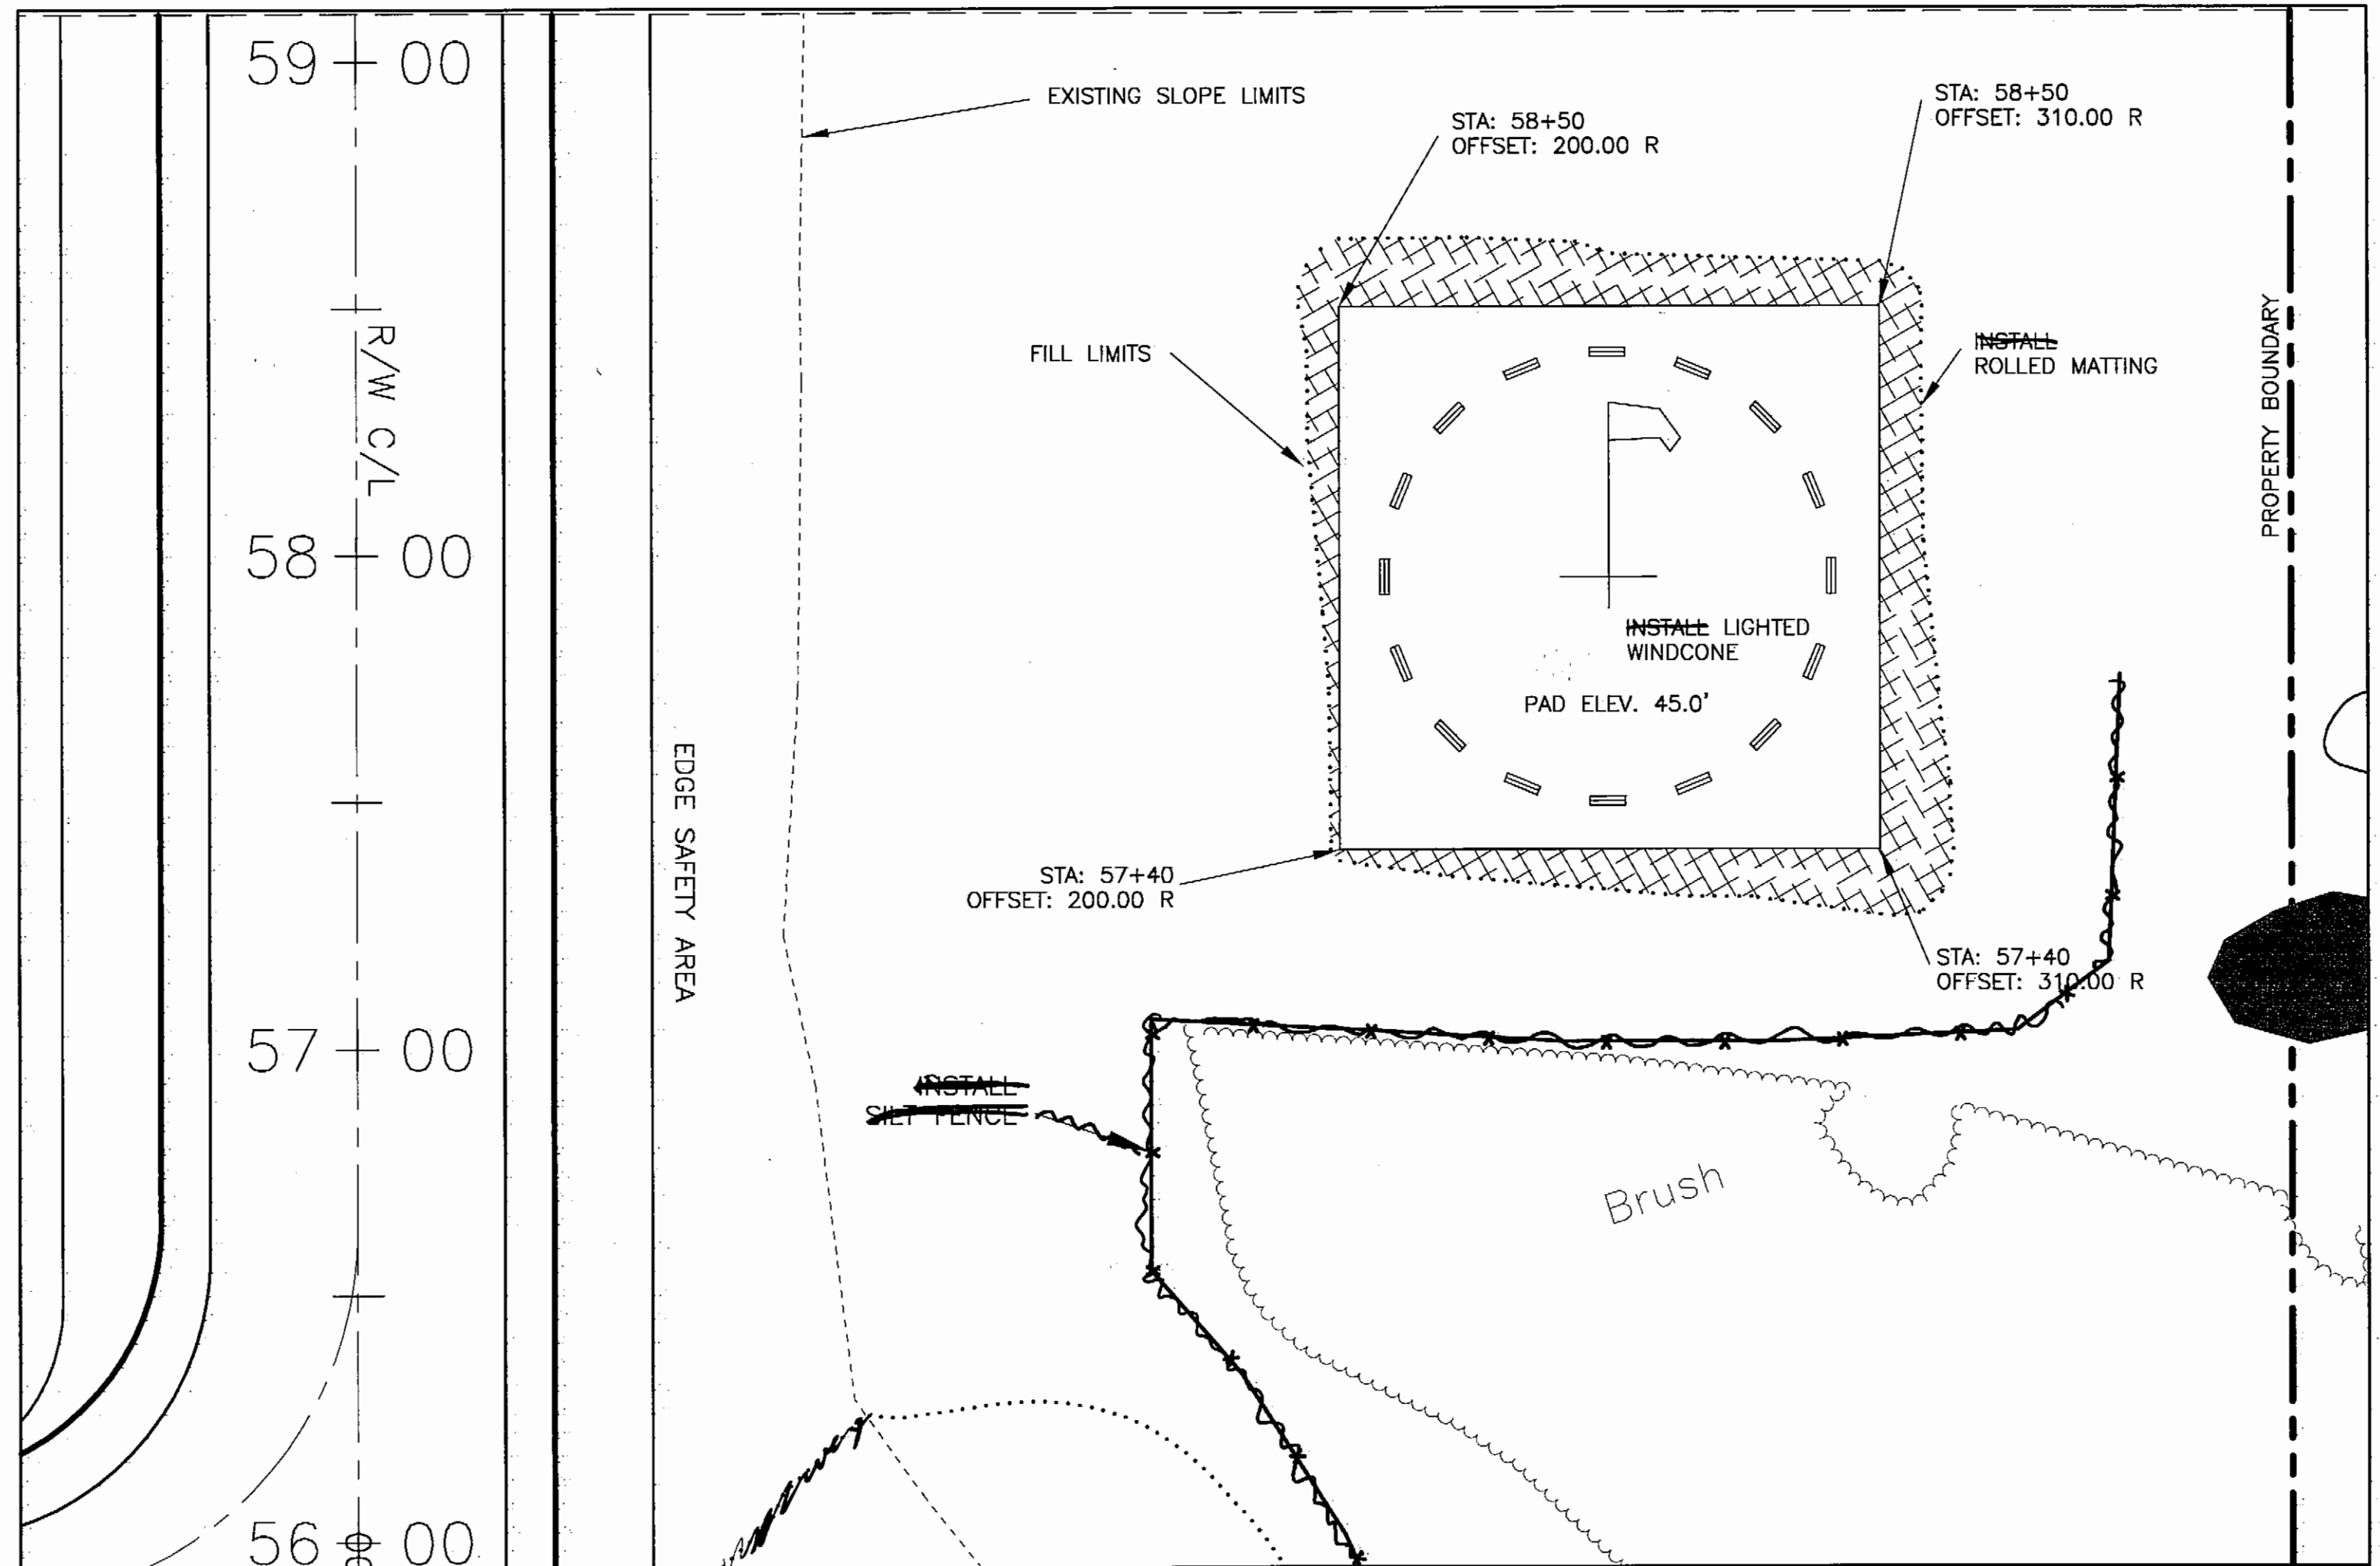 59+00
EXISTING SLOPE LIMITS
STA: 58+50
OFFSET: 200.00 R
STA: 58+50
OFFSET: 310.00 R
R/W C/L
FILL LIMITS
INSTALL
ROLLED MATTING
PROPERTY BOUNDARY
58+00
INSTALL LIGHTED
WINDCONE
PAD ELEV. 45.0'
EDGE SAFETY AREA
STA: 57+40
OFFSET: 200.00 R
STA: 57+40
OFFSET: 310.00 R
57+00
INSTALL
SILT FENCE
Brush
56+00